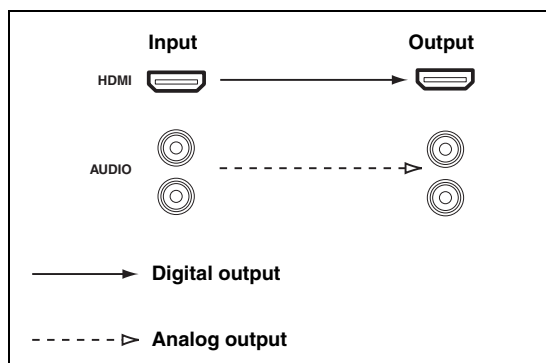 Input Output
HDMI
AUDIO
Digital output
Analog output